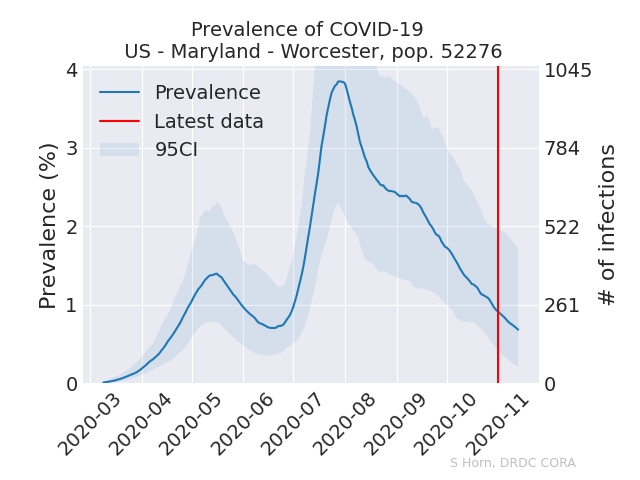 Prevalence of COVID-19
US - Maryland - Worcester, pop. 52276
Prevalence
Latest data
95CI
Prevalence (%)
4
3
2
1
0
1045
784
522
261
0
# of infections
2020-03
2020-04
2020-05
2020-06
2020-07
2020-08
2020-09
2020-10
2020-11
S Horn, DRDC CORA